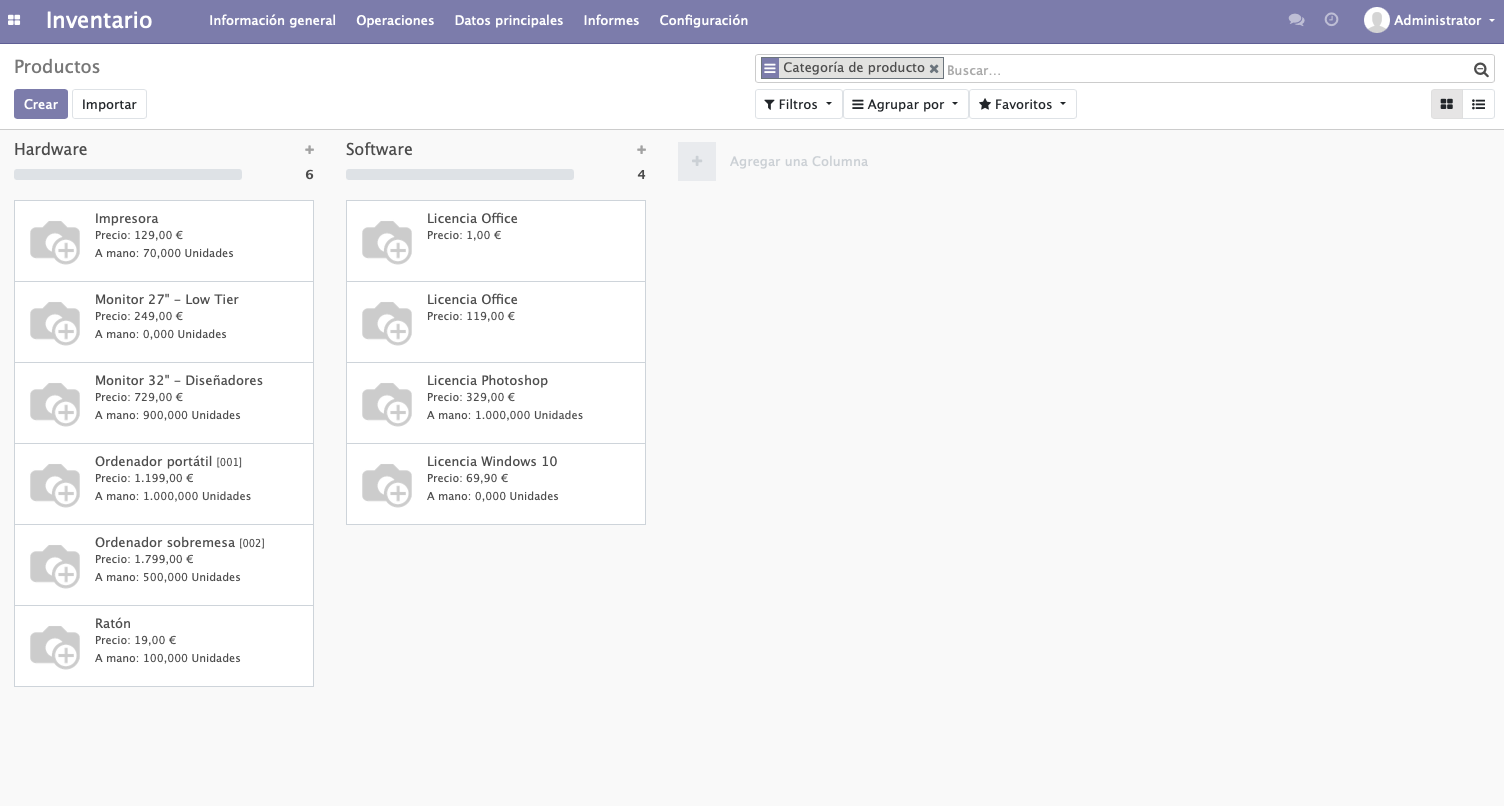 Inventario
Información general
Operaciones
Datos principales
Informes
Configuración
Administrator
Productos
Categoría de producto
Buscar...
Crear
Importar
Filtros
Agrupar por
Favoritos
Hardware
6
Impresora
Precio: 129,00 €
A mano: 70,000 Unidades
Monitor 27" - Low Tier
Precio: 249,00 €
A mano: 0,000 Unidades
Monitor 32" - Diseñadores
Precio: 729,00 €
A mano: 900,000 Unidades
Ordenador portátil [001]
Precio: 1.199,00 €
A mano: 1.000,000 Unidades
Ordenador sobremesa [002]
Precio: 1.799,00 €
A mano: 500,000 Unidades
Ratón
Precio: 19,00 €
A mano: 100,000 Unidades
Software
4
Licencia Office
Precio: 1,00 €
Licencia Office
Precio: 119,00 €
Licencia Photoshop
Precio: 329,00 €
A mano: 1.000,000 Unidades
Licencia Windows 10
Precio: 69,90 €
A mano: 0,000 Unidades
Agregar una Columna